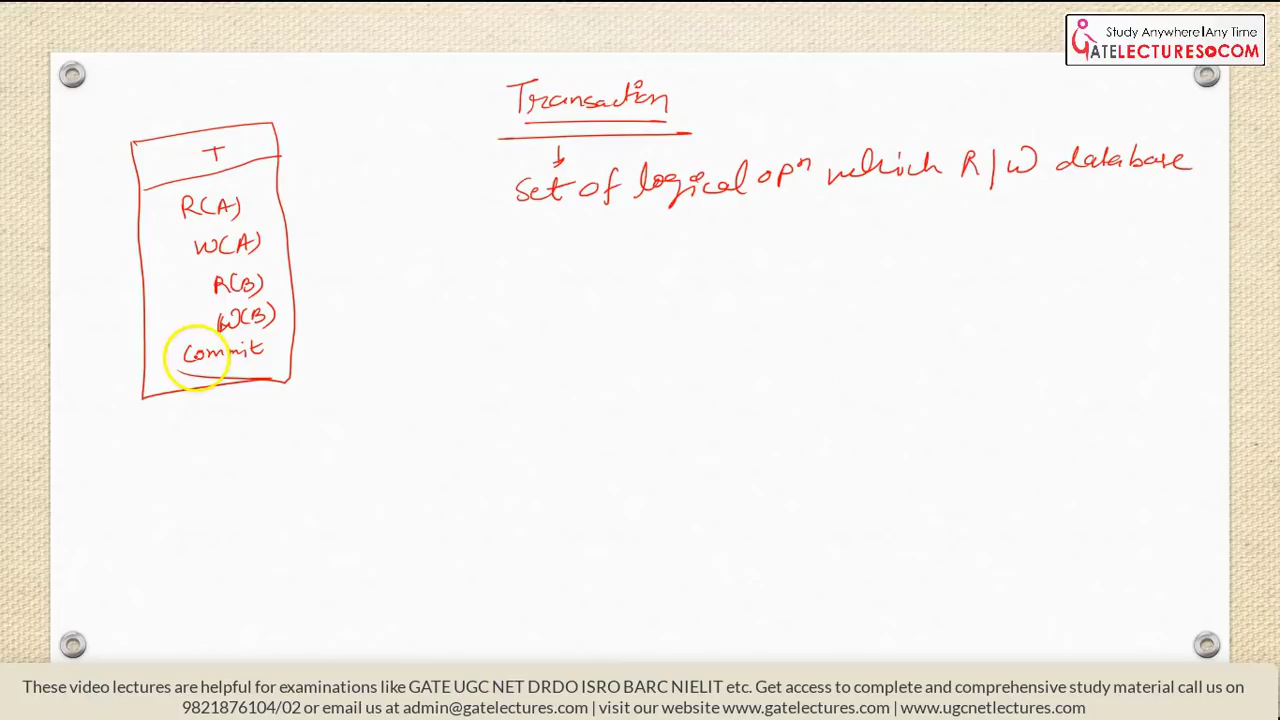 Study Anywhere Any Time
GATELECTURES.COM
Transaction
set of logical opn which R/W database
T
R(A)
W(A)
R(B)
W(B)
Commit
These video lectures are helpful for examinations like GATE UGC NET DRDO ISRO BARC NIELIT etc. Get access to complete and comprehensive study material call us on
9821876104/02 or email us at admin@gatelectures.com | visit our website www.gatelectures.com | www.ugcnetlectures.com